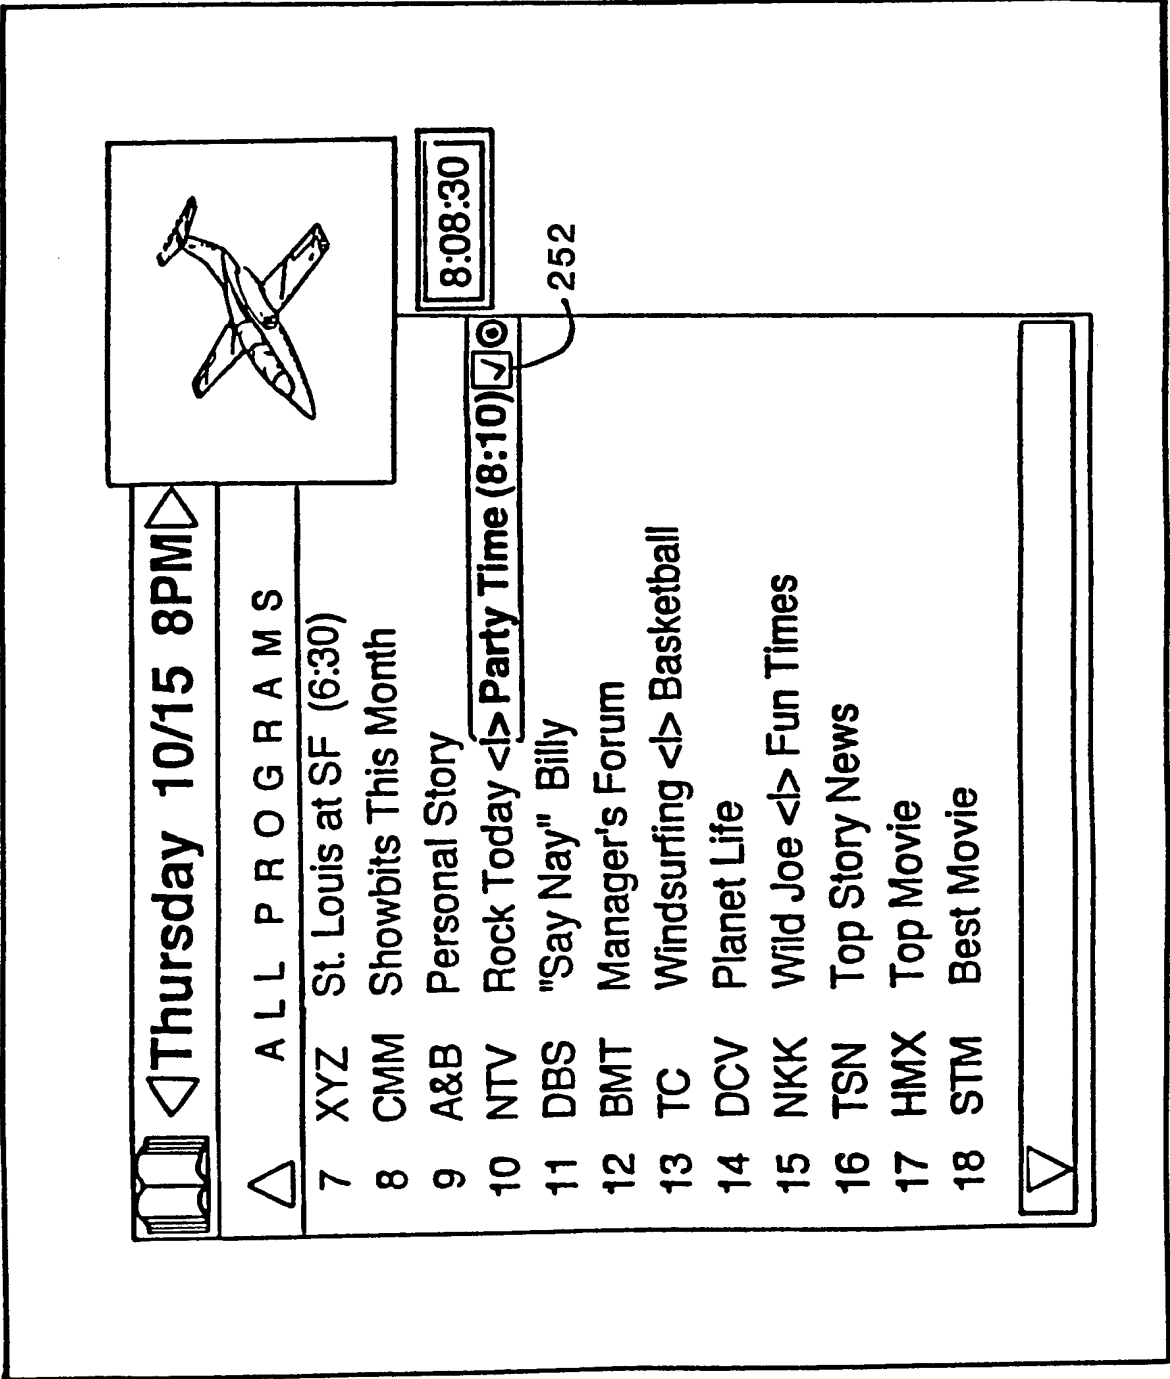 Thursday 10/15 8PM
ALL PROGRAMS
8:08:30
7 XYZ St. Louis at SF (6:30)
8 CMM Showbits This Month
9 A&B Personal Story
10 NTV Rock Today <I> Party Time (8:10)
252
11 DBS "Say Nay" Billy
12 BMT Manager's Forum
13 TC Windsurfing <I> Basketball
14 DCV Planet Life
15 NKK Wild Joe <I> Fun Times
16 TSN Top Story News
17 HMX Top Movie
18 STM Best Movie